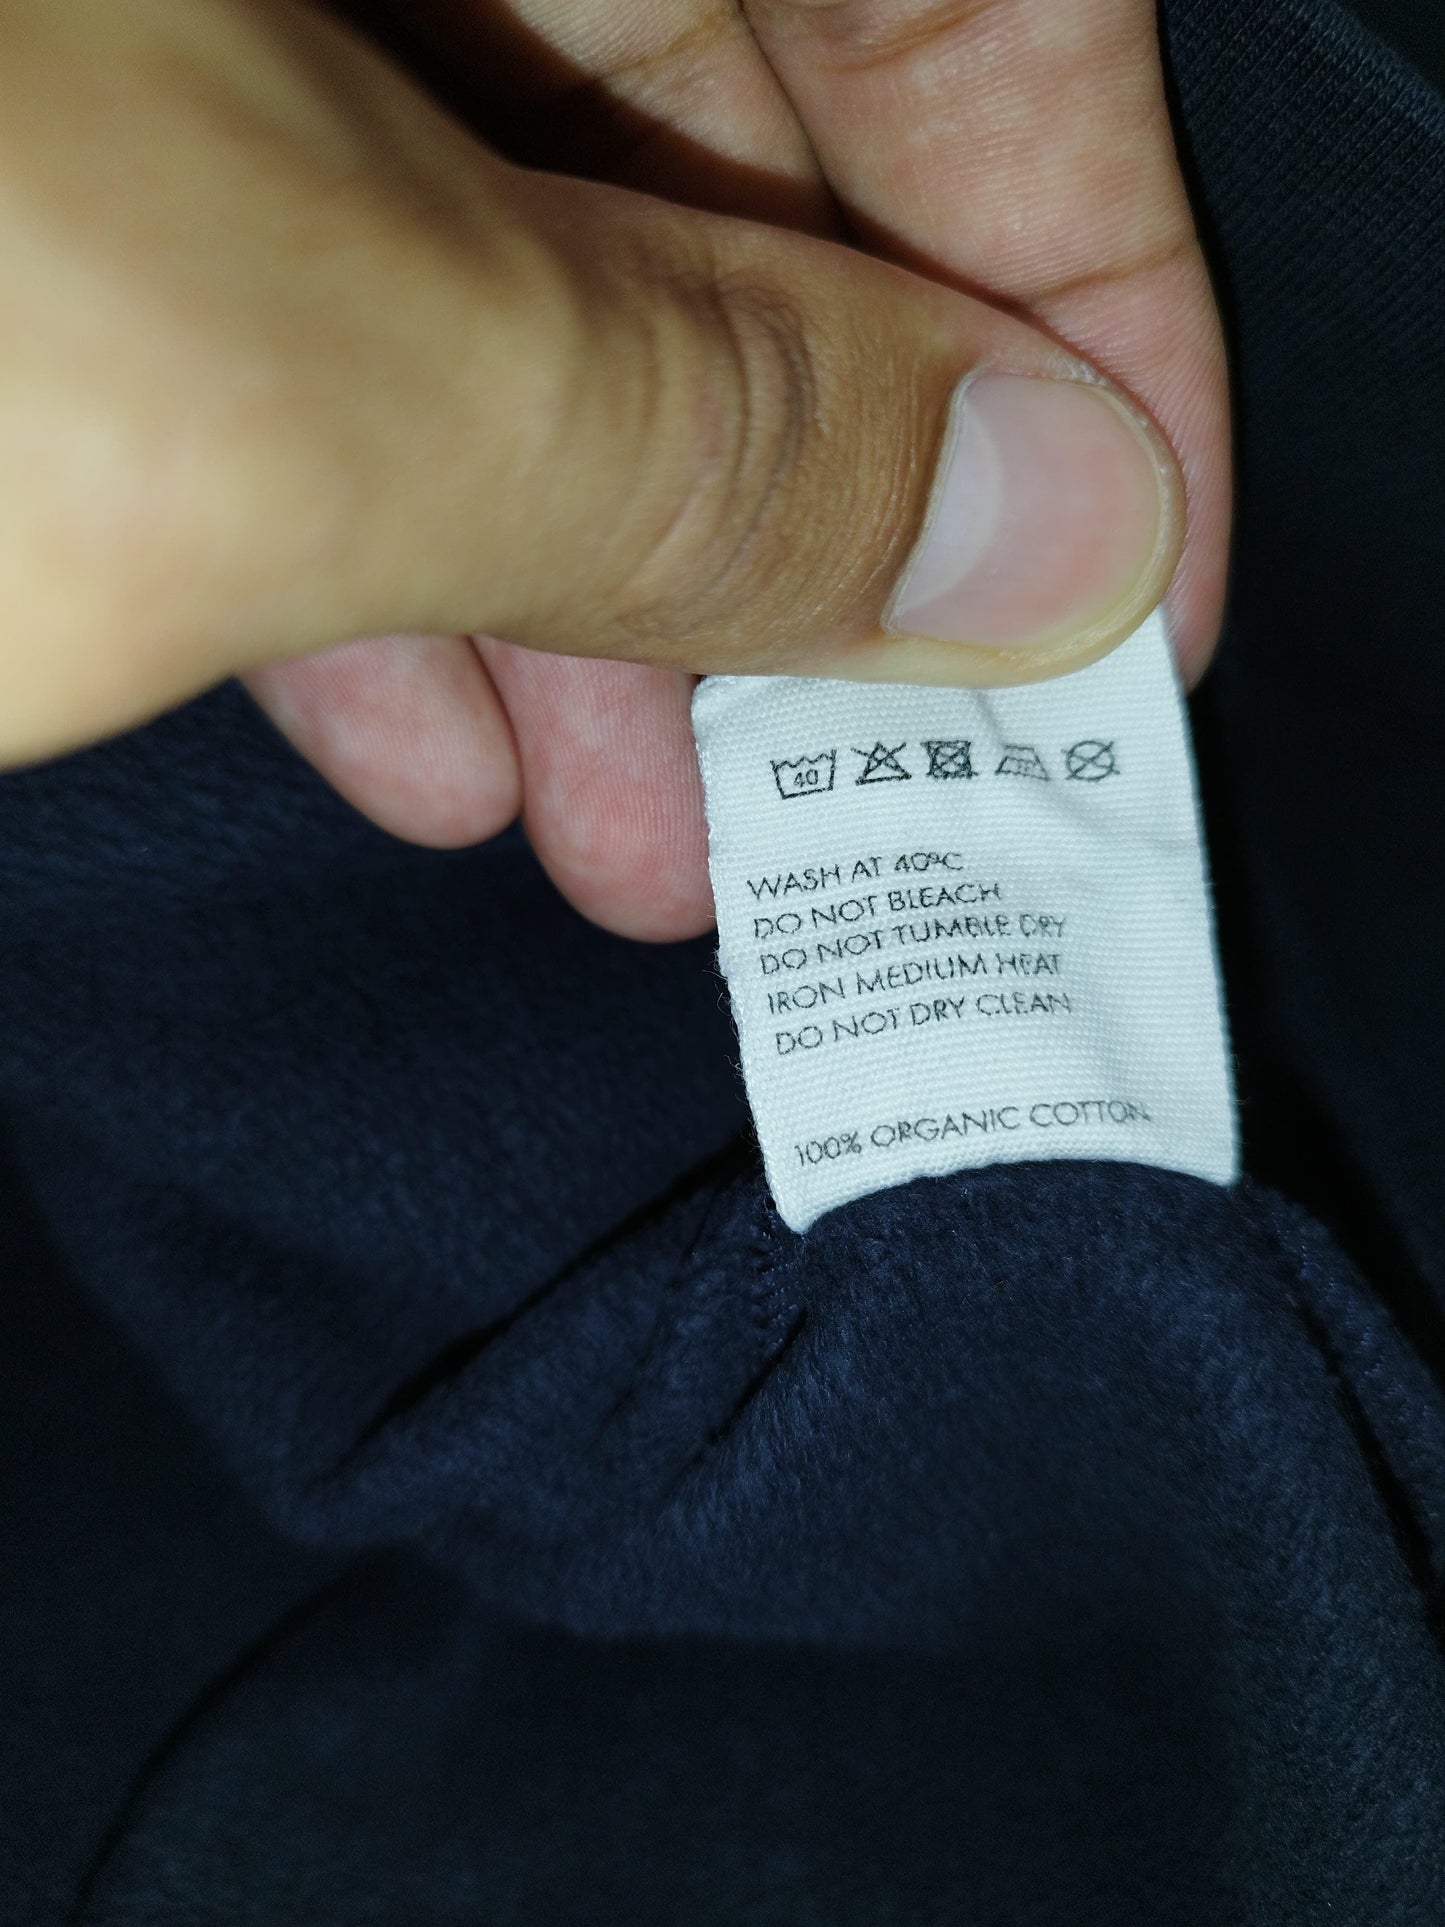 40
WASH AT 40°C
DO NOT BLEACH
DO NOT TUMBLE DRY
IRON MEDIUM HEAT
DO NOT DRY CLEAN
100% ORGANIC COTTON